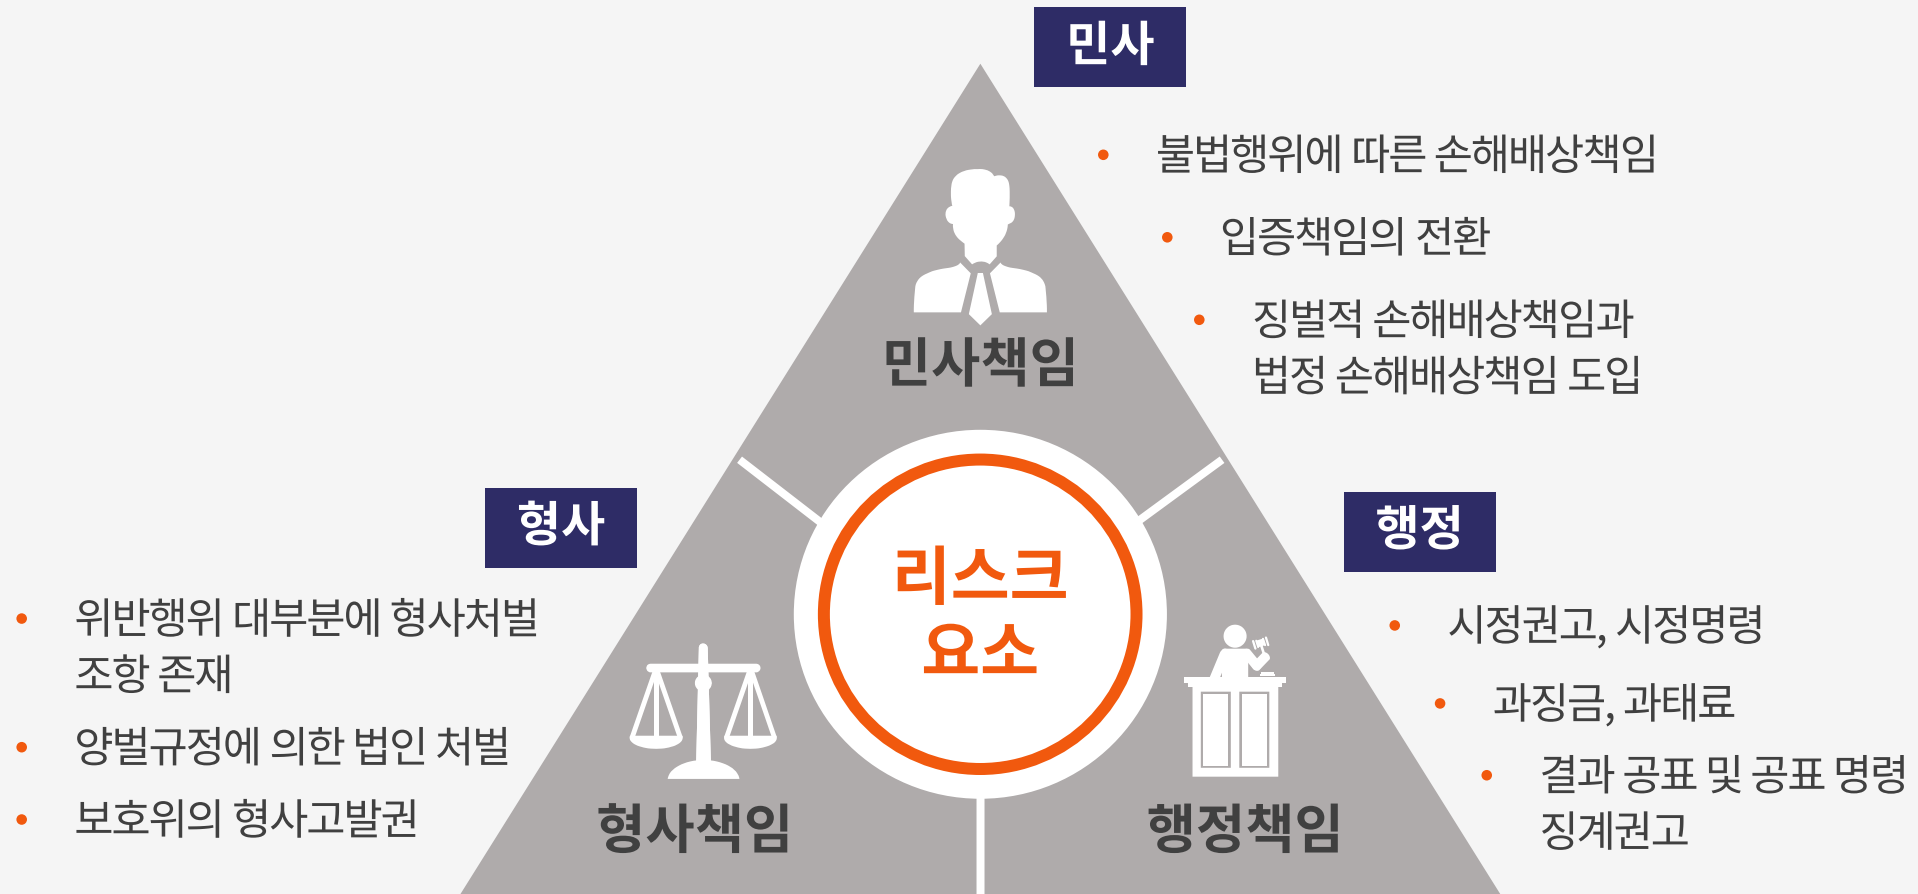 민사
• 불법행위에 따른 손해배상책임
• 입증책임의 전환
• 징벌적 손해배상책임과
법정 손해배상책임 도입
민사책임
형사
• 위반행위 대부분에 형사처벌
조항 존재
• 양벌규정에 의한 법인 처벌
• 보호위의 형사고발권
형사책임
리스크
요소
행정
• 시정권고, 시정명령
• 과징금, 과태료
• 결과 공표 및 공표 명령
징계권고
행정책임